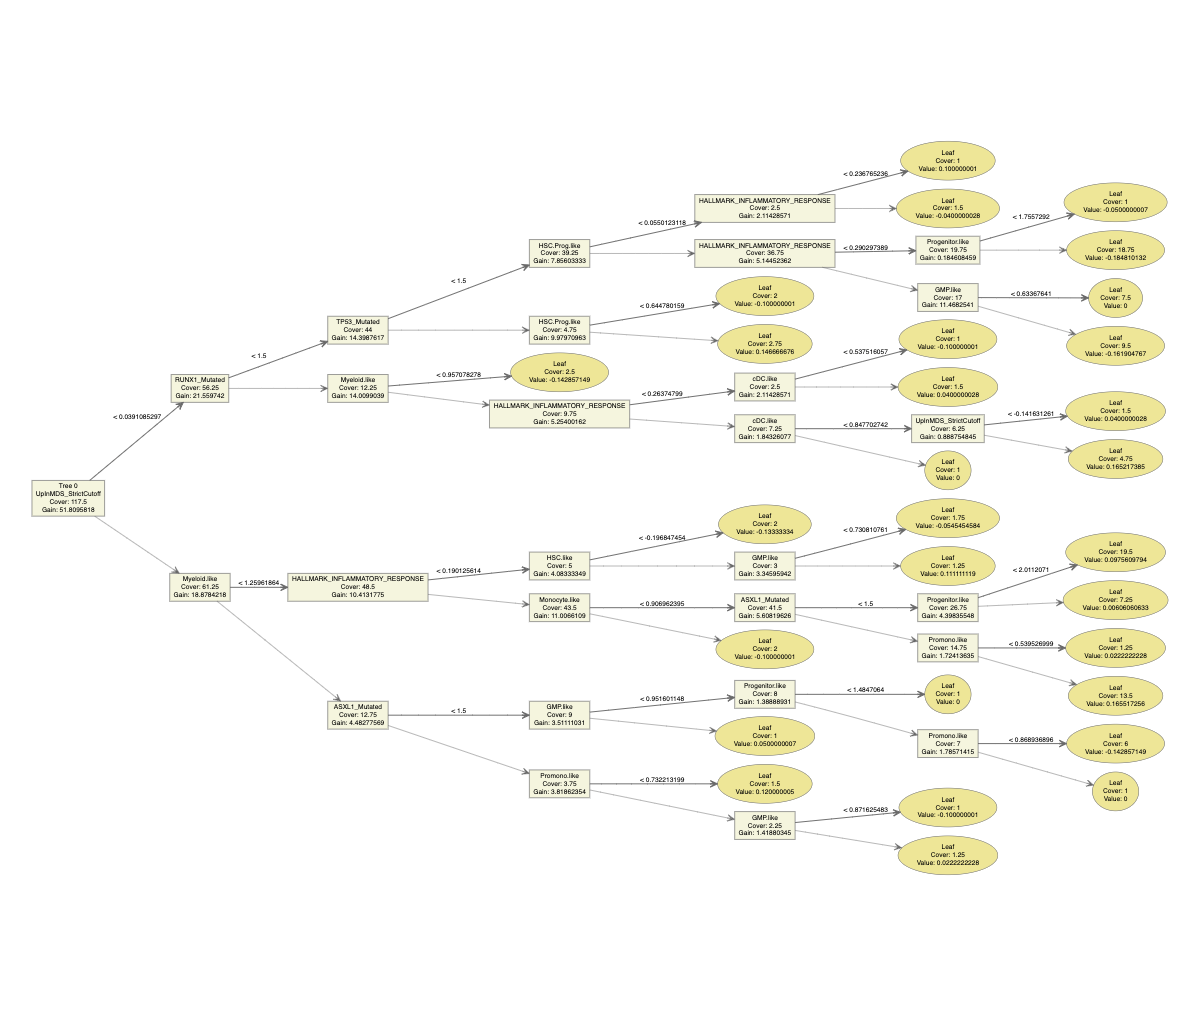 Tree 0
UpInMDS_StrictCutoff
Cover: 117.5
Gain: 51.8095818
< 0.0391085297
RUNX1_Mutated
Cover: 56.25
Gain: 21.559742
< 1.5
TP53_Mutated
Cover: 44
Gain: 14.3987617
< 1.5
HSC.Prog.like
Cover: 39.25
Gain: 7.85603333
< 0.0550123118
HALLMARK_INFLAMMATORY_RESPONSE
Cover: 2.5
Gain: 2.11428571
< 0.236765236
Leaf
Cover: 1
Value: 0.100000001
Leaf
Cover: 1.5
Value: -0.0400000028
HALLMARK_INFLAMMATORY_RESPONSE
Cover: 36.75
Gain: 5.14452362
< 0.290297389
Progenitor.like
Cover: 19.75
Gain: 0.184608459
< 1.7557292
Leaf
Cover: 1
Value: -0.0500000007
Leaf
Cover: 18.75
Value: -0.184810132
GMP.like
Cover: 17
Gain: 11.4682541
< 0.63367641
Leaf
Cover: 7.5
Value: 0
Leaf
Cover: 9.5
Value: -0.161904767
HSC.Prog.like
Cover: 4.75
Gain: 9.97970963
< 0.644780159
Leaf
Cover: 2
Value: -0.100000001
Leaf
Cover: 2.75
Value: 0.146666676
Myeloid.like
Cover: 12.25
Gain: 14.0099039
< 0.957078278
Leaf
Cover: 2.5
Value: -0.142857149
HALLMARK_INFLAMMATORY_RESPONSE
Cover: 9.75
Gain: 5.25400162
< 0.26374799
cDC.like
Cover: 2.5
Gain: 2.11428571
< 0.537516057
Leaf
Cover: 1
Value: -0.100000001
Leaf
Cover: 1.5
Value: 0.0400000028
cDC.like
Cover: 7.25
Gain: 1.84326077
< 0.847702742
UpInMDS_StrictCutoff
Cover: 6.25
Gain: 0.888754845
< -0.141631261
Leaf
Cover: 1.5
Value: 0.0400000028
Leaf
Cover: 4.75
Value: 0.165217385
Leaf
Cover: 1
Value: 0
Myeloid.like
Cover: 61.25
Gain: 18.8784218
< 1.25961864
HALLMARK_INFLAMMATORY_RESPONSE
Cover: 48.5
Gain: 10.4131775
< 0.190125614
HSC.like
Cover: 5
Gain: 4.08333349
< -0.196847454
Leaf
Cover: 2
Value: -0.13333334
GMP.like
Cover: 3
Gain: 3.34595942
< 0.730810761
Leaf
Cover: 1.75
Value: -0.0545454584
Leaf
Cover: 1.25
Value: 0.111111119
Monocyte.like
Cover: 43.5
Gain: 11.0066109
< 0.906962395
ASXL1_Mutated
Cover: 41.5
Gain: 5.60819626
< 1.5
Progenitor.like
Cover: 26.75
Gain: 4.39835548
< 2.0112071
Leaf
Cover: 19.5
Value: 0.0975609794
Leaf
Cover: 7.25
Value: 0.00606060633
Promono.like
Cover: 14.75
Gain: 1.72413635
< 0.539526999
Leaf
Cover: 1.25
Value: 0.0222222228
Leaf
Cover: 13.5
Value: 0.165517256
Leaf
Cover: 2
Value: -0.100000001
ASXL1_Mutated
Cover: 12.75
Gain: 4.48277569
< 1.5
GMP.like
Cover: 9
Gain: 3.51111031
< 0.951601148
Progenitor.like
Cover: 8
Gain: 1.38888931
< 1.4847064
Leaf
Cover: 1
Value: 0
Promono.like
Cover: 7
Gain: 1.78571415
< 0.868936896
Leaf
Cover: 6
Value: -0.142857149
Leaf
Cover: 1
Value: 0
Leaf
Cover: 1
Value: 0.0500000007
Promono.like
Cover: 3.75
Gain: 3.81862354
< 0.732213199
Leaf
Cover: 1.5
Value: 0.120000005
GMP.like
Cover: 2.25
Gain: 1.41880345
< 0.871625483
Leaf
Cover: 1
Value: -0.100000001
Leaf
Cover: 1.25
Value: 0.0222222228